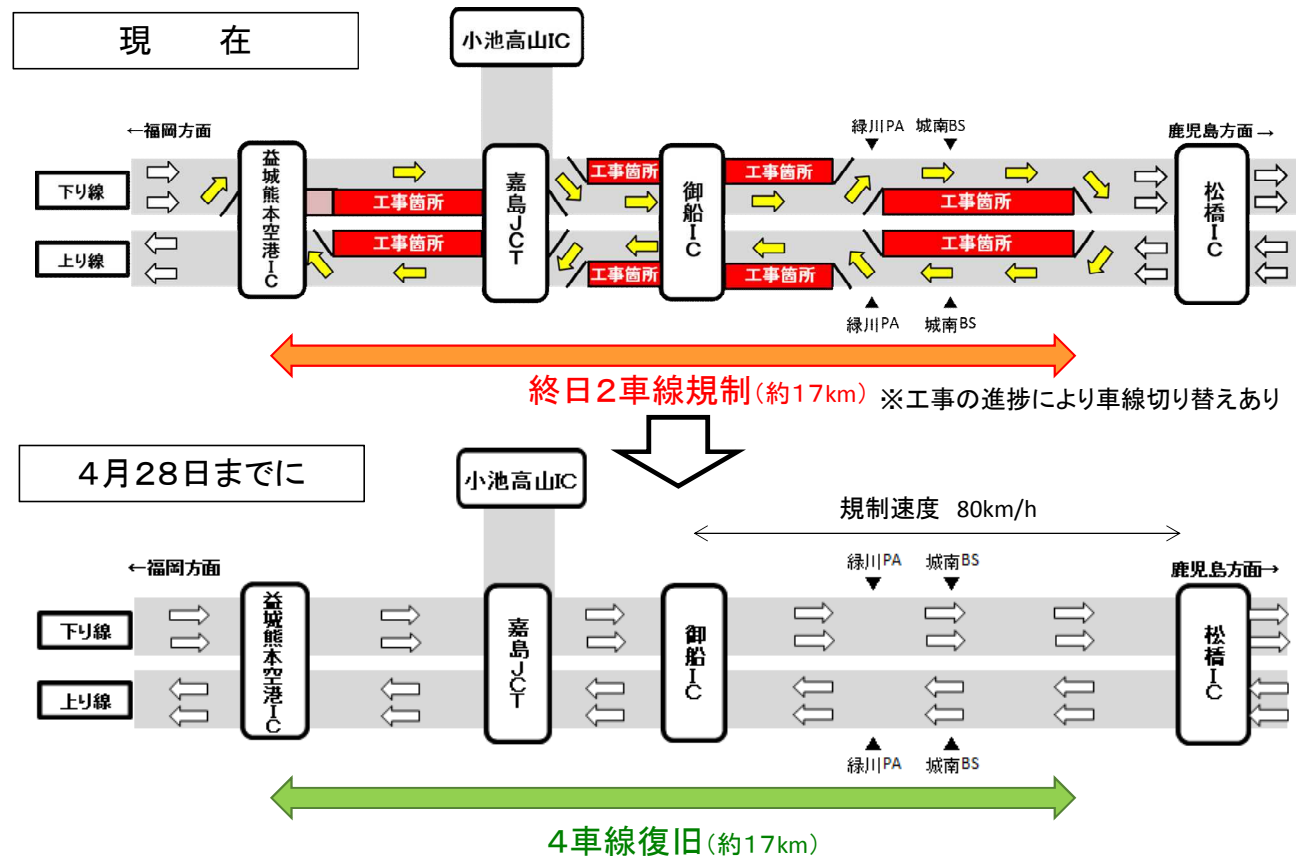 現　在
小池高山IC
←福岡方面
緑川PA
城南BS
鹿児島方面→
下り線
上り線
益城熊本空港IC
嘉島JCT
御船IC
松橋IC
工事箇所
工事箇所
工事箇所
工事箇所
工事箇所
工事箇所
工事箇所
工事箇所
緑川PA
城南BS
終日2車線規制(約17km)
※工事の進捗により車線切り替えあり
4月28日までに
小池高山IC
規制速度 80km/h
←福岡方面
緑川PA
城南BS
鹿児島方面→
下り線
上り線
益城熊本空港IC
嘉島JCT
御船IC
松橋IC
緑川PA
城南BS
4車線復旧(約17km)